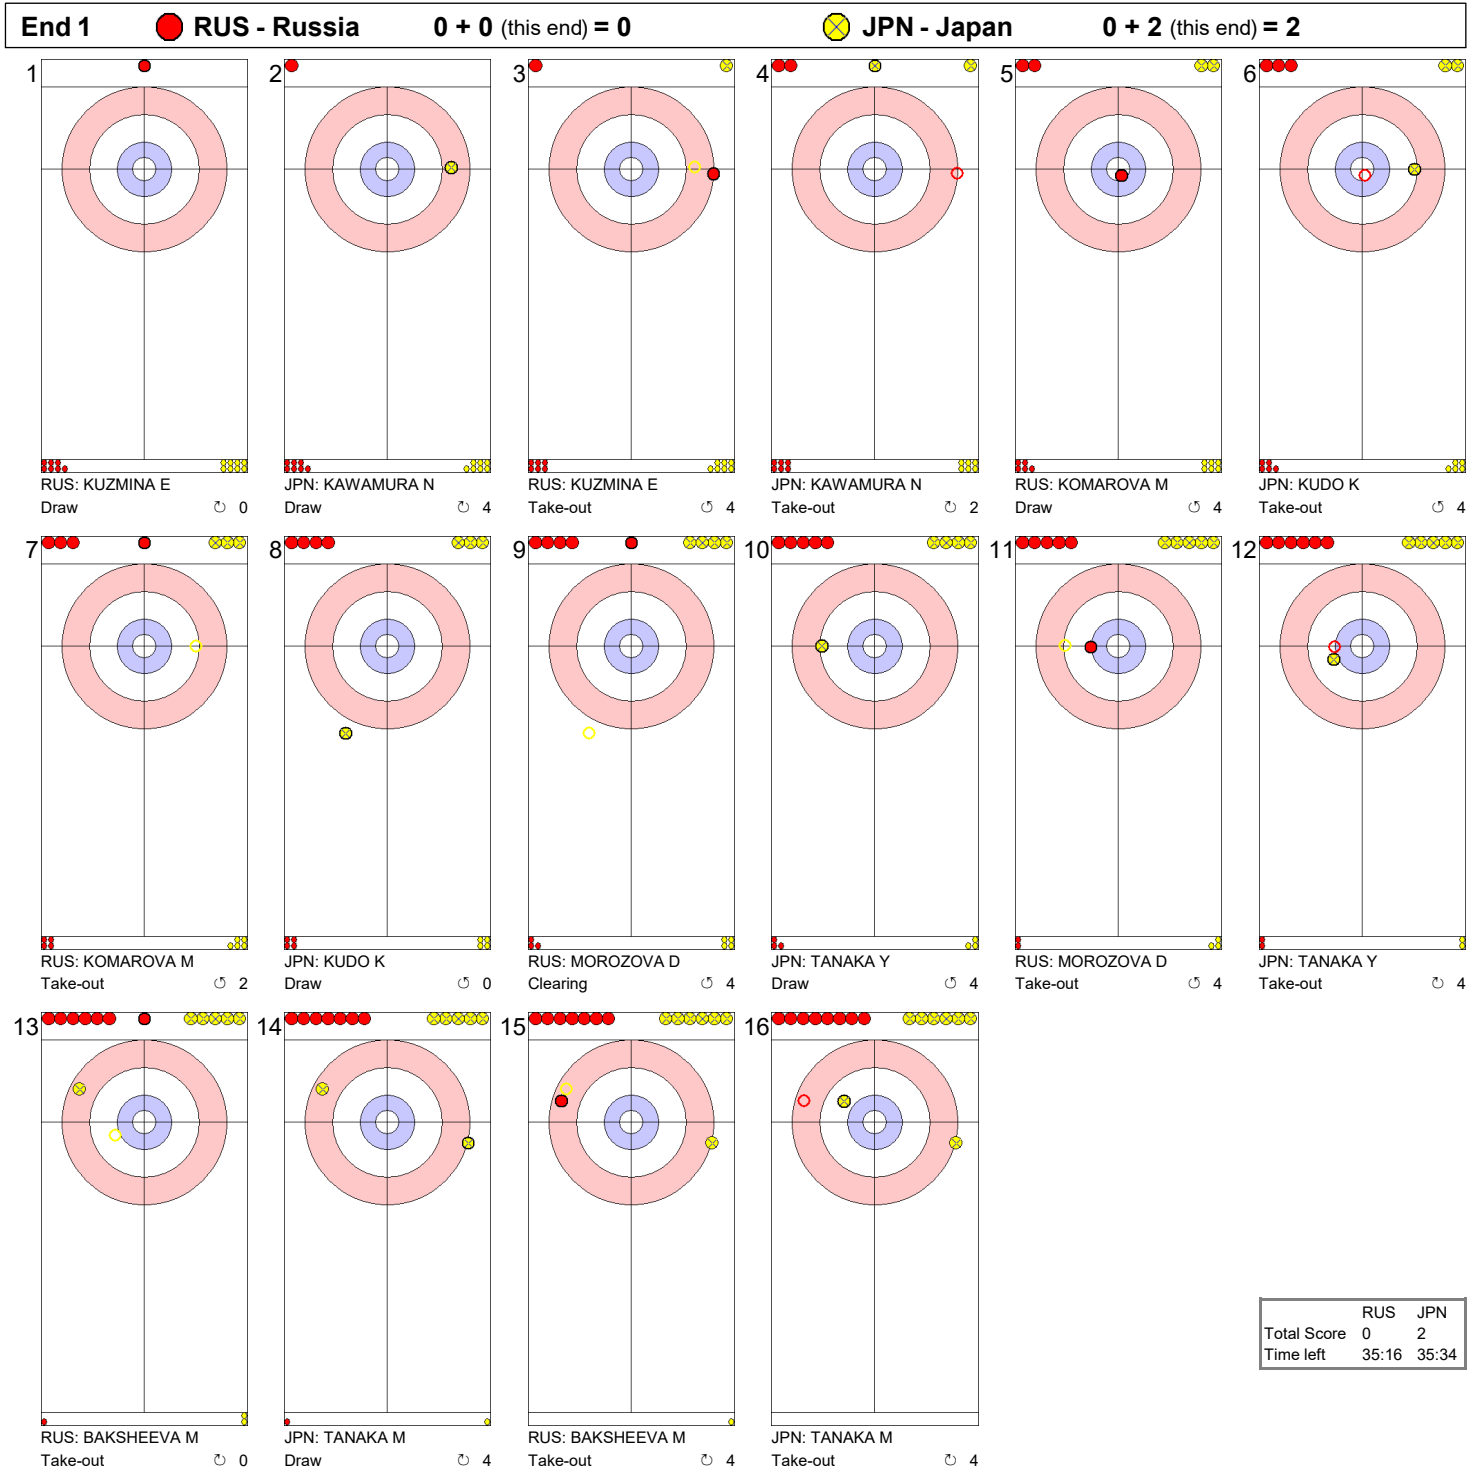 End 1 RUS - Russia 0 + 0 (this end) = 0 JPN - Japan 0 + 2 (this end) = 2
1 2 3 4 5 6
RUS: KUZMINA E JPN: KAWAMURA N RUS: KUZMINA E JPN: KAWAMURA N RUS: KOMAROVA M JPN: KUDO K
Draw ↻ 0 Draw ↻ 4 Take-out ↺ 4 Take-out ↻ 2 Draw ↺ 4 Take-out ↺ 4
7 8 9 10 11 12
RUS: KOMAROVA M JPN: KUDO K RUS: MOROZOVA D JPN: TANAKA Y RUS: MOROZOVA D JPN: TANAKA Y
Take-out ↺ 2 Draw ↺ 0 Clearing ↺ 4 Draw ↺ 4 Take-out ↺ 4 Take-out ↺ 4
13 14 15 16
RUS JPN
Total Score 0 2
Time left 35:16 35:34
RUS: BAKSHEEVA M JPN: TANAKA M RUS: BAKSHEEVA M JPN: TANAKA M
Take-out ↻ 0 Draw ↻ 4 Take-out ↻ 4 Take-out ↻ 4